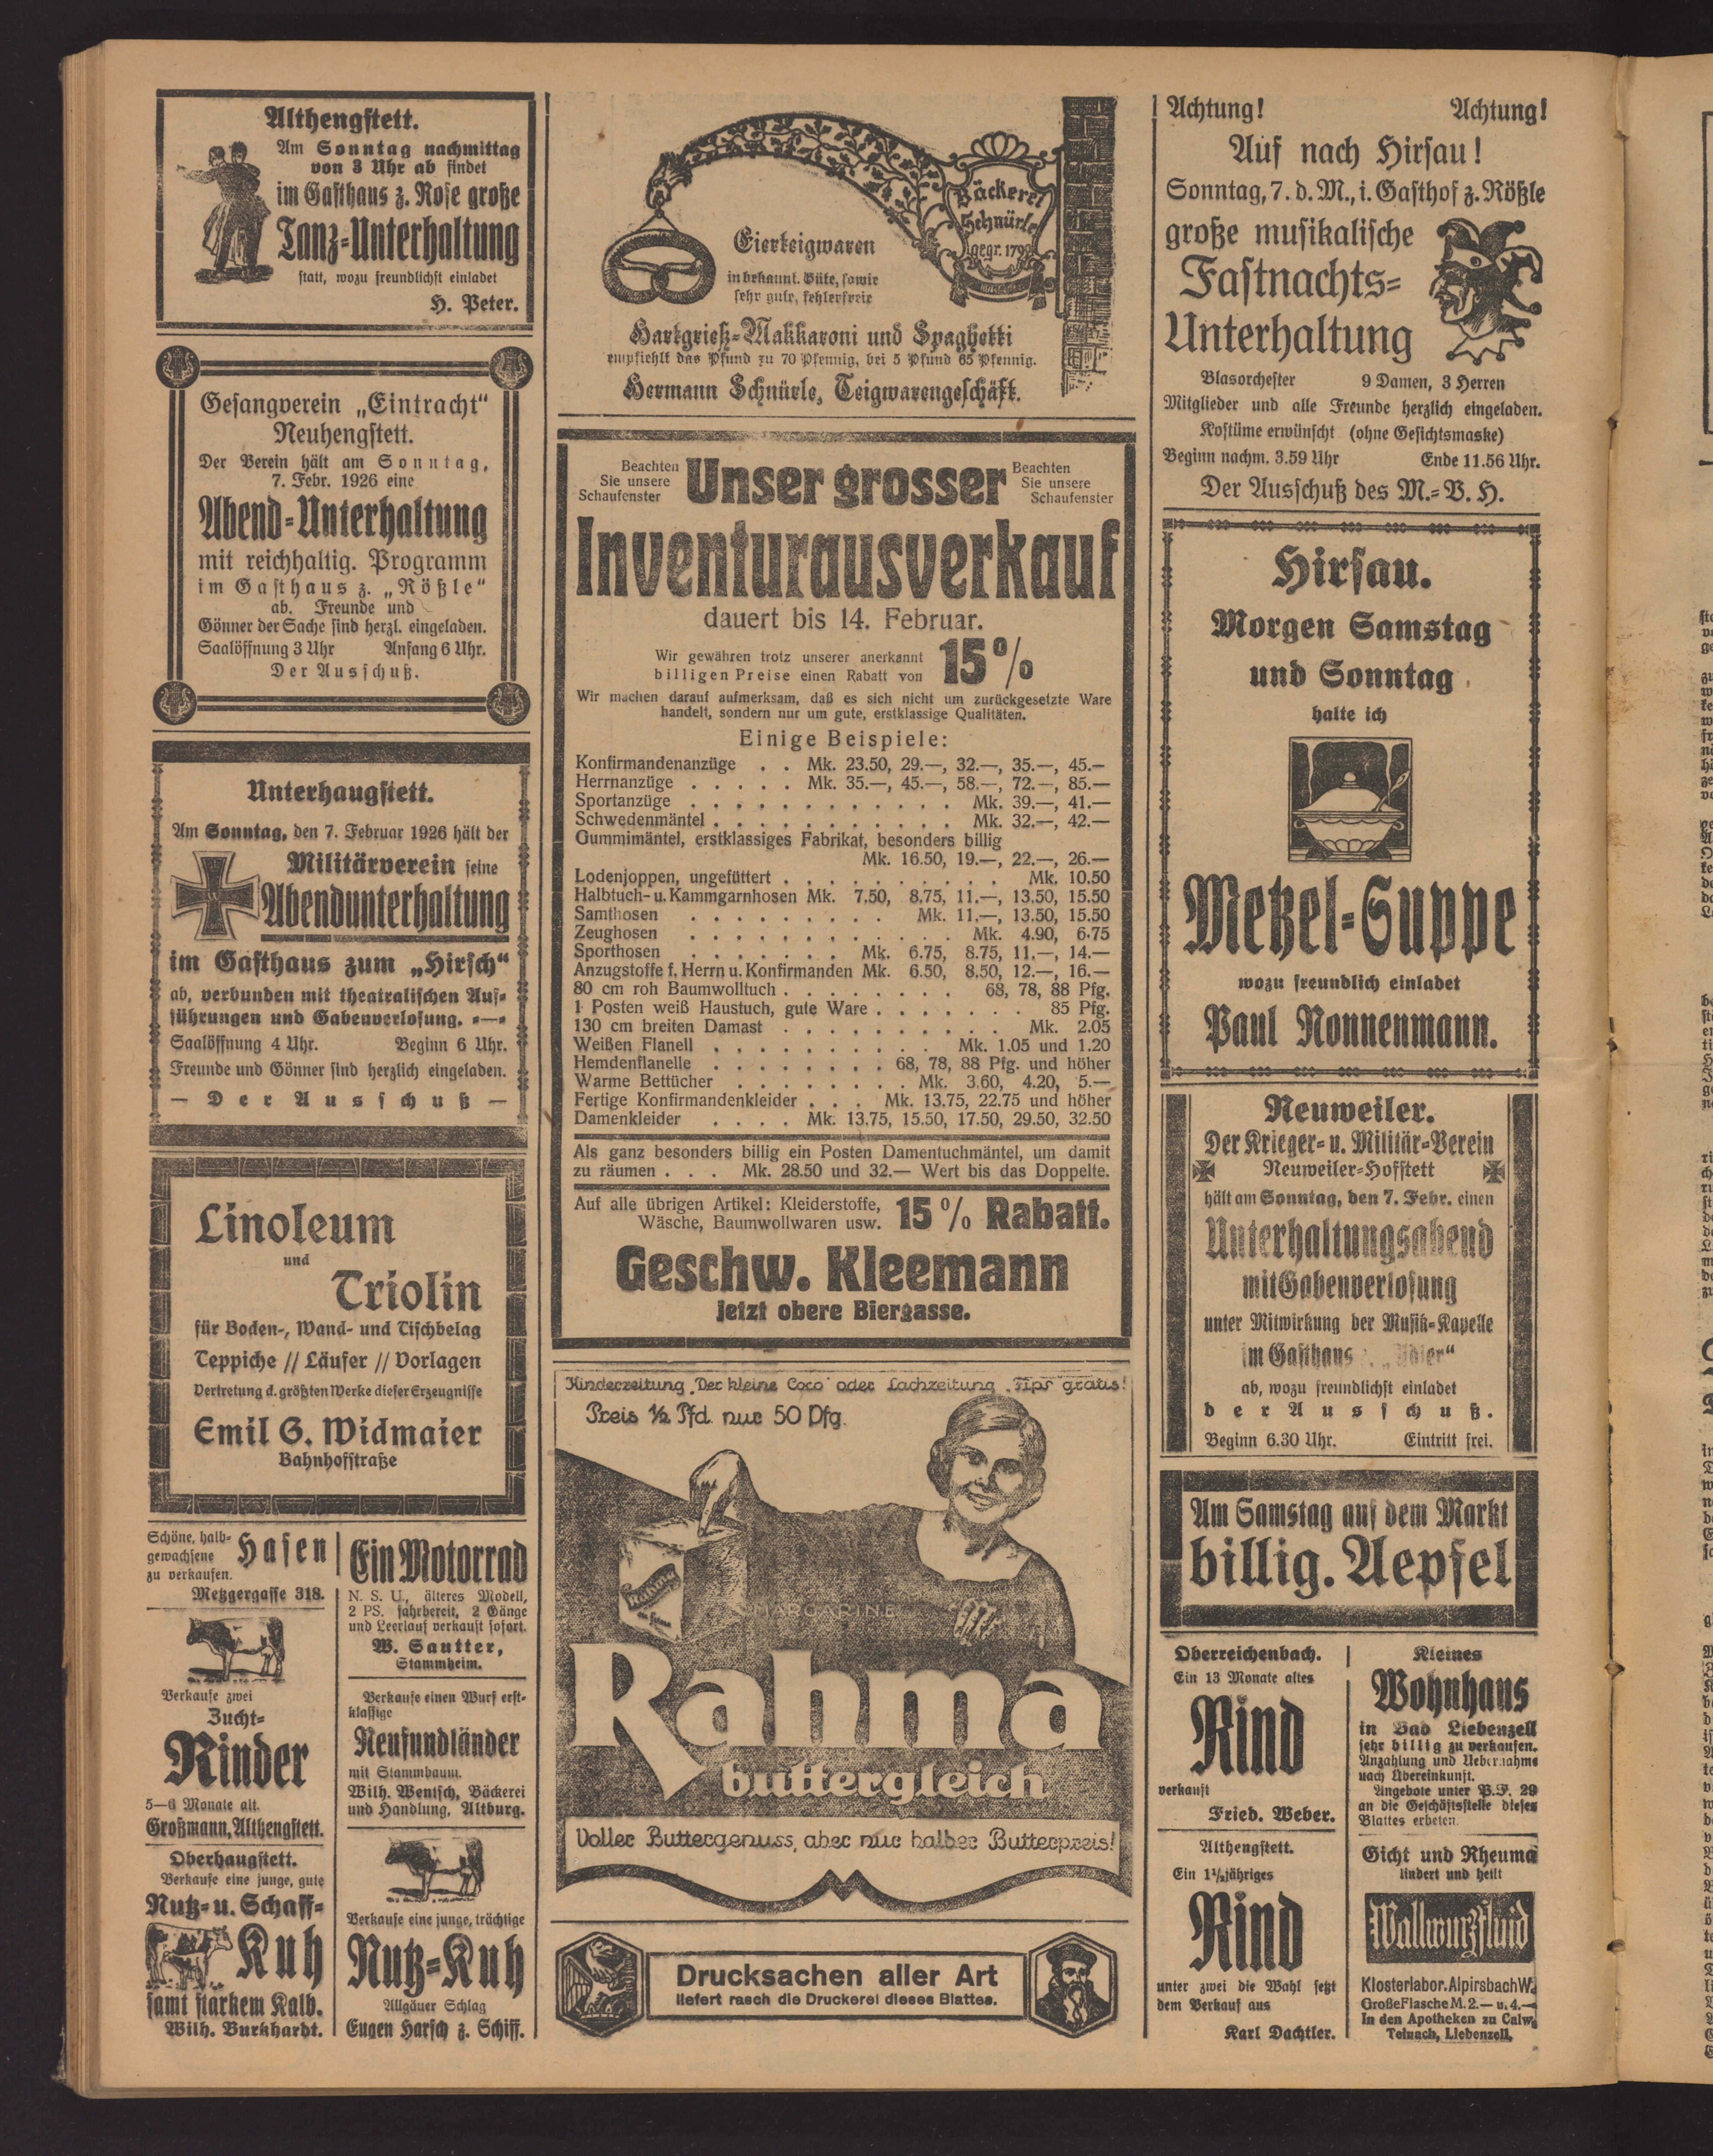 Althengstett.
Am Sonntag nachmittag
von 3 Uhr ab findet
im Gasthaus z. Rose große
Tanz-Unterhaltung
statt, wozu freundlichst einladet
H. Peter.
Gesangverein „Eintracht“
Neuhengstett.
Der Verein hält am Sonntag,
7. Febr. 1926 eine
Abend-Unterhaltung
mit reichhaltig. Programm
im Gasthaus z. „Rößle“
ab. Freunde und
Gönner der Sache sind herzl. eingeladen.
Saalöffnung 3 Uhr Anfang 6 Uhr.
Der Ausschuß.
Unterhaugstett.
Am Sonntag, den 7. Februar 1926 hält der
Militärverein seine
Abendunterhaltung
im Gasthaus zum „Hirsch“
ab, verbunden mit theatralischen Auf-
führungen und Gabenverlosung. -—-
Saalöffnung 4 Uhr. Beginn 6 Uhr.
Freunde und Gönner sind herzlich eingeladen.
— Der Ausschuß —
Linoleum
und
Triolin
für Boden-, Wand- und Tischbelag
Teppiche // Läufer // Vorlagen
Vertretung d. größten Werke dieser Erzeugnisse
Emil G. Widmaier
Bahnhofstraße
Schöne, halb-
gewachsene Hasen
zu verkaufen.
Metzgergasse 318.
Verkaufe zwei
Zucht-
Rinder
5—6 Monate alt.
Großmann, Althengstett.
Oberhaugstett.
Verkaufe eine junge, gute
Nutz- u. Schaff-
Kuh
samt starkem Kalb.
Wilh. Burkhardt.
Ein Motorrad
N. S. U., älteres Modell,
2 PS. fahrbereit, 2 Gänge
und Leerlauf verkauft sofort.
W. Sautter,
Stammheim.
Verkaufe einen Wurf erst-
klassige
Neufundländer
mit Stammbaum.
Wilh. Wentsch, Bäckerei
und Handlung, Altburg.
Verkaufe eine junge, trächtige
Nutz-Kuh
Allgäuer Schlag
Eugen Harsch z. Schiff.
Bäckerei
Schnürle
gegr. 1799
Eierteigwaren
in bekannt. Güte, sowie
sehr gute, fehlerfreie
Hartgrieß-Makkaroni und Spaghetti
empfiehlt das Pfund zu 70 Pfennig, bei 5 Pfund 65 Pfennig.
Hermann Schnürle, Teigwarengeschäft.
Beachten
Sie unsere
Schaufenster
Unser grosser
Beachten
Sie unsere
Schaufenster
Inventurausverkauf
dauert bis 14. Februar.
Wir gewähren trotz unserer anerkannt
billigen Preise einen Rabatt von 15%
Wir machen darauf aufmerksam, daß es sich nicht um zurückgesetzte Ware
handelt, sondern nur um gute, erstklassige Qualitäten.
Einige Beispiele:
Konfirmandenanzüge . . Mk. 23.50, 29.—, 32.—, 35.—, 45.—
Herrnanzüge . . . . . Mk. 35.—, 45.—, 58.—, 72.—, 85.—
Sportanzüge . . . . . . . . . . . . Mk. 39.—, 41.—
Schwedenmäntel . . . . . . . . . . . Mk. 32.—, 42.—
Gummimäntel, erstklassiges Fabrikat, besonders billig
Mk. 16.50, 19.—, 22.—, 26.—
Lodenjoppen, ungefüttert . . . . . . . . . . Mk. 10.50
Halbtuch- u. Kammgarnhosen Mk. 7.50, 8.75, 11.—, 13.50, 15.50
Samthosen . . . . . . . . . Mk. 11.—, 13.50, 15.50
Zeughosen . . . . . . . . . . . . Mk. 4.90, 6.75
Sporthosen . . . . . . . Mk. 6.75, 8.75, 11.—, 14.—
Anzugstoffe f. Herrn u. Konfirmanden Mk. 6.50, 8.50, 12.—, 16.—
80 cm roh Baumwolltuch . . . . . . . . 68, 78, 88 Pfg.
1 Posten weiß Haustuch, gute Ware . . . . . . . 85 Pfg.
130 cm breiten Damast . . . . . . . . . . Mk. 2.05
Weißen Flanell . . . . . . . . . . . Mk. 1.05 und 1.20
Hemdenflanelle . . . . . . . . 68, 78, 88 Pfg. und höher
Warme Bettücher . . . . . . . . Mk. 3.60, 4.20, 5.—
Fertige Konfirmandenkleider . . . Mk. 13.75, 22.75 und höher
Damenkleider . . . . Mk. 13.75, 15.50, 17.50, 29.50, 32.50
Als ganz besonders billig ein Posten Damentuchmäntel, um damit
zu räumen . . . Mk. 28.50 und 32.— Wert bis das Doppelte.
Auf alle übrigen Artikel: Kleiderstoffe,
Wäsche, Baumwollwaren usw. 15% Rabatt.
Geschw. Kleemann
jetzt obere Biergasse.
Kinderzeitung „Der kleine Coco“ oder Lachzeitung „Fips“ gratis!
Preis ½ Pfd. nur 50 Pfg.
Rahma
MARGARINE
Rahma
buttergleich
Voller Buttergenuss, aber nur halber Butterpreis!
Drucksachen aller Art
liefert rasch die Druckerei dieses Blattes.
Achtung! Achtung!
Auf nach Hirsau!
Sonntag, 7. d. M., i. Gasthof z. Rößle
große musikalische
Fastnachts-
Unterhaltung
Blasorchester 9 Damen, 3 Herren
Mitglieder und alle Freunde herzlich eingeladen.
Kostüme erwünscht (ohne Gesichtsmaske)
Beginn nachm. 3.59 Uhr Ende 11.56 Uhr.
Der Ausschuß des M.-V. H.
Hirsau.
Morgen Samstag
und Sonntag
halte ich
Metzel-Suppe
wozu freundlich einladet
Paul Nonnenmann.
Neuweiler.
Der Krieger- u. Militär-Verein
Neuweiler-Hofstett
hält am Sonntag, den 7. Febr. einen
Unterhaltungsabend
mit Gabenverlosung
unter Mitwirkung der Musik-Kapelle
im Gasthaus z. „Adler“
ab, wozu freundlichst einladet
der Ausschuß.
Beginn 6.30 Uhr. Eintritt frei.
Am Samstag auf dem Markt
billig. Aepfel
Oberreichenbach.
Ein 13 Monate altes
Rind
verkauft
Fried. Weber.
Althengstett.
Ein 1½jähriges
Rind
unter zwei die Wahl setzt
dem Verkauf aus
Karl Dachtler.
Kleines
Wohnhaus
in Bad Liebenzell
sehr billig zu verkaufen.
Anzahlung und Uebernahme
nach Übereinkunft.
Angebote unter P. F. 29
an die Geschäftsstelle dieses
Blattes erbeten.
Gicht und Rheuma
lindert und heilt
Wallwurzfluid
Klosterlabor. Alpirsbach W.
Große Flasche M. 2.— u. 4.—
In den Apotheken zu Calw,
Teinach, Liebenzell.